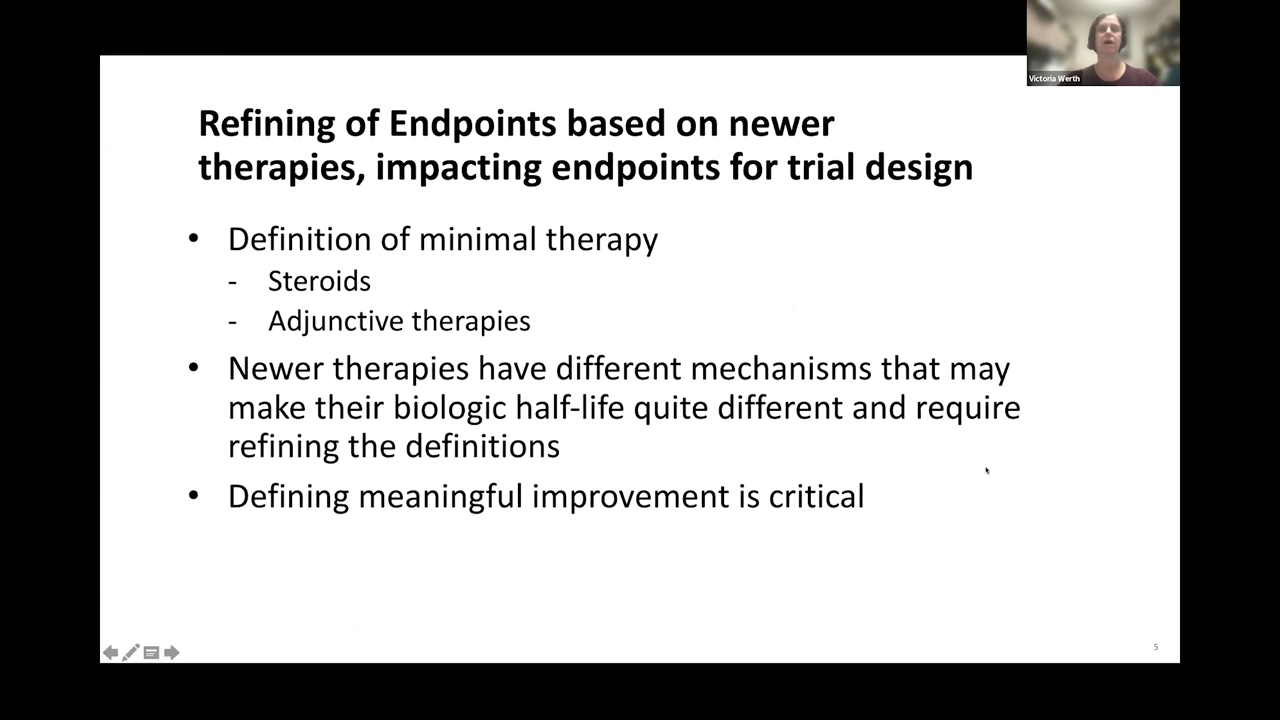 Victoria Werth
Refining of Endpoints based on newer
therapies, impacting endpoints for trial design
• Definition of minimal therapy
- Steroids
- Adjunctive therapies
• Newer therapies have different mechanisms that may
make their biologic half-life quite different and require
refining the definitions
• Defining meaningful improvement is critical
5